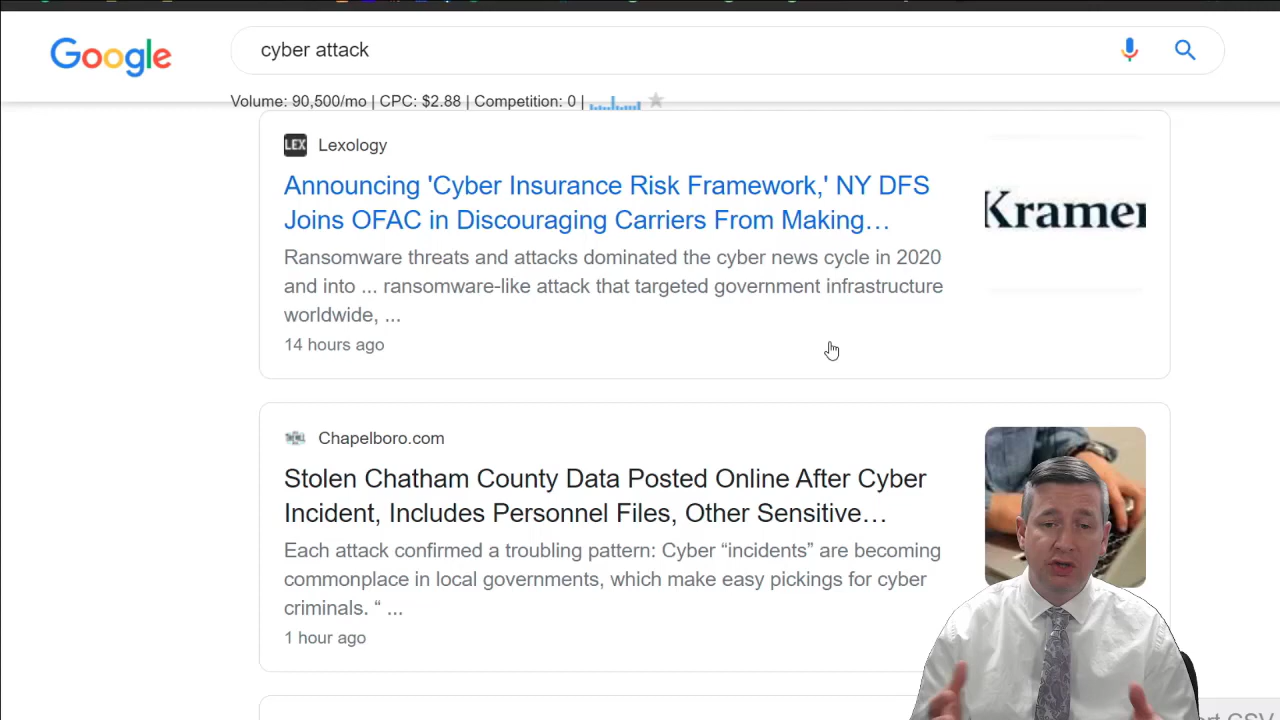 Google
cyber attack
Volume: 90,500/mo | CPC: $2.88 | Competition: 0 |
LEX Lexology
Announcing 'Cyber Insurance Risk Framework,' NY DFS
Joins OFAC in Discouraging Carriers From Making…
Kramer
Ransomware threats and attacks dominated the cyber news cycle in 2020
and into ... ransomware-like attack that targeted government infrastructure
worldwide, ...
14 hours ago
Chapelboro.com
Stolen Chatham County Data Posted Online After Cyber
Incident, Includes Personnel Files, Other Sensitive…
Each attack confirmed a troubling pattern: Cyber “incidents” are becoming
commonplace in local governments, which make easy pickings for cyber
criminals. “ ...
1 hour ago